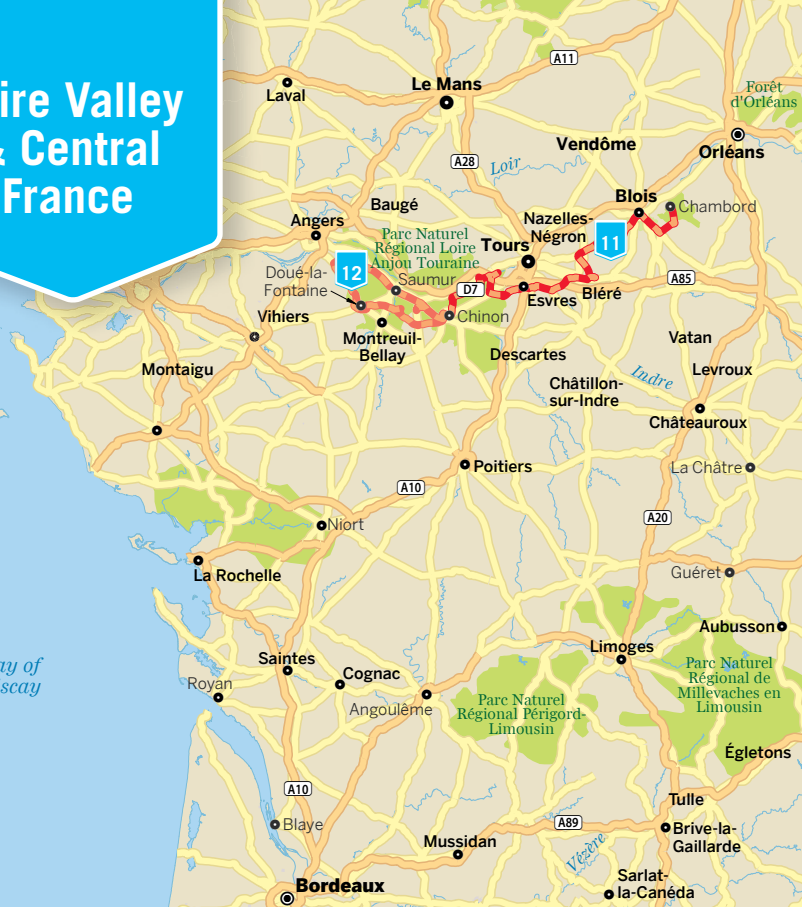 ire Valley
& Central
France
A11
Laval
Le Mans
Forêt
d'Orléans
Vendôme
Orléans
A28
Loir
Blois
Chambord
Baugé
Angers
Nazelles-
Négron
11
Parc Naturel
Régional Loire
Anjou Touraine
Tours
12
Doué-la-
Fontaine
Saumur
D7
A85
Esvres
Bléré
Vihiers
Chinon
Montreuil-
Bellay
Vatan
Descartes
Montaigu
Levroux
Indre
Châtillon-
sur-Indre
Châteauroux
Poitiers
La Châtre
A10
A20
Niort
La Rochelle
Guéret
Aubusson
Limoges
Saintes
Cognac
Parc Naturel
Régional de
Millevaches en
Limousin
ay of
scay
Royan
Angoulême
Parc Naturel
Régional Périgord-
Limousin
Égletons
A10
Tulle
Blaye
A89
Brive-la-
Gaillarde
Mussidan
Vézère
Sarlat-
la-Canéda
Bordeaux